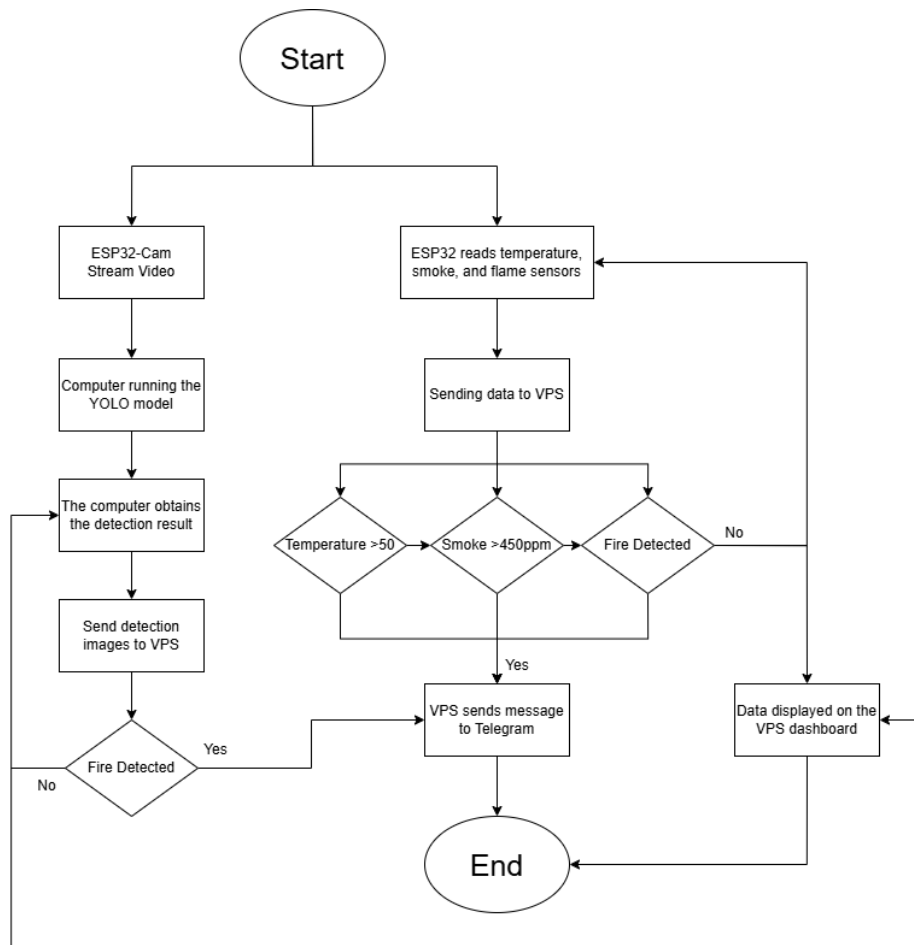 Start
ESP32-Cam
Stream Video
ESP32 reads temperature,
smoke, and flame sensors
Computer running the
YOLO model
Sending data to VPS
The computer obtains
the detection result
Temperature >50
Smoke >450ppm
Fire Detected
No
Send detection
images to VPS
Yes
VPS sends message
to Telegram
Data displayed on the
VPS dashboard
Fire Detected
Yes
No
End